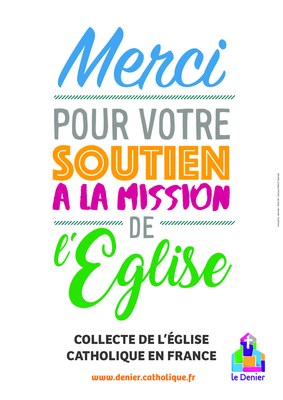 Merci
POUR VOTRE
SOUTIEN
A LA MISSION
DE
l'Eglise
COLLECTE DE L'ÉGLISE
CATHOLIQUE EN FRANCE
www.denier.catholique.fr
le Denier